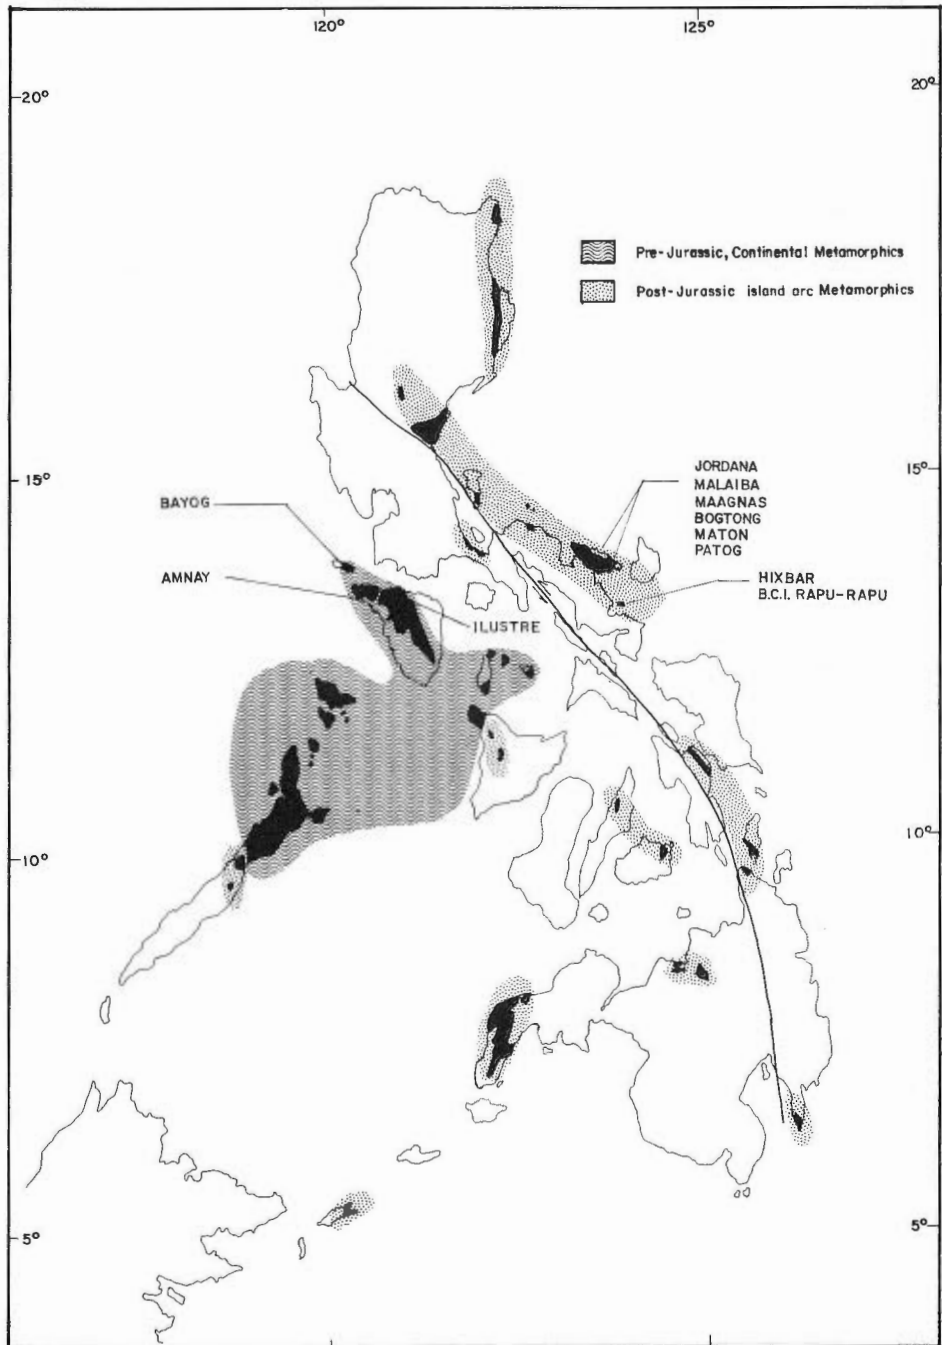 120°
125°
20°
20°
Pre-Jurassic, Continental Metamorphics
Post-Jurassic island arc Metamorphics
15°
15°
JORDANA
MALAIBA
MAAGNAS
BOGTONG
MATON
PATOG
BAYOG
AMNAY
HIXBAR
B.C.I. RAPU-RAPU
ILUSTRE
10°
10°
5°
5°